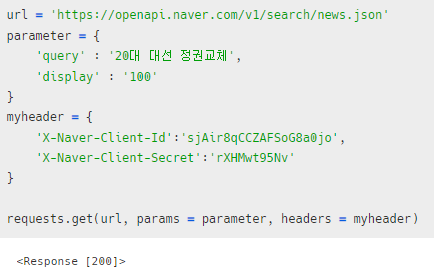 url = 'https://openapi.naver.com/v1/search/news.json'
parameter = {
    'query' : '20대 대선 정권교체',
    'display' : '100'
}
myheader = {
    'X-Naver-Client-Id':'sjAir8qCCZAFSoG8a0jo',
    'X-Naver-Client-Secret':'rXHMwt95Nv'
}
requests.get(url, params = parameter, headers = myheader)
<Response [200]>